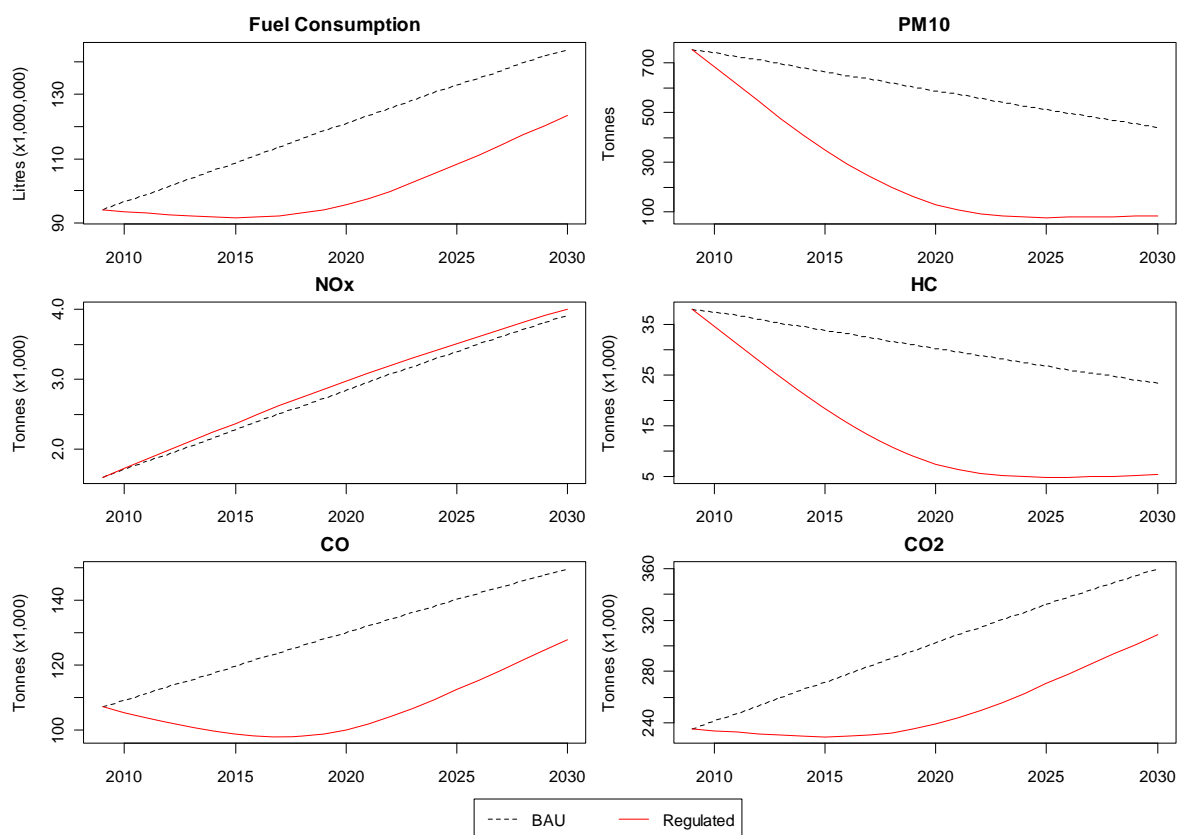 Fuel Consumption
Litres (x1,000,000)
90 110 130
2010 2015 2020 2025 2030
PM10
Tonnes
100 300 500 700
2010 2015 2020 2025 2030
NOx
Tonnes (x1,000)
2.0 3.0 4.0
2010 2015 2020 2025 2030
HC
Tonnes (x1,000)
5 15 25 35
2010 2015 2020 2025 2030
CO
Tonnes (x1,000)
100 120 140
2010 2015 2020 2025 2030
CO2
Tonnes (x1,000)
240 280 320 360
2010 2015 2020 2025 2030
BAU Regulated